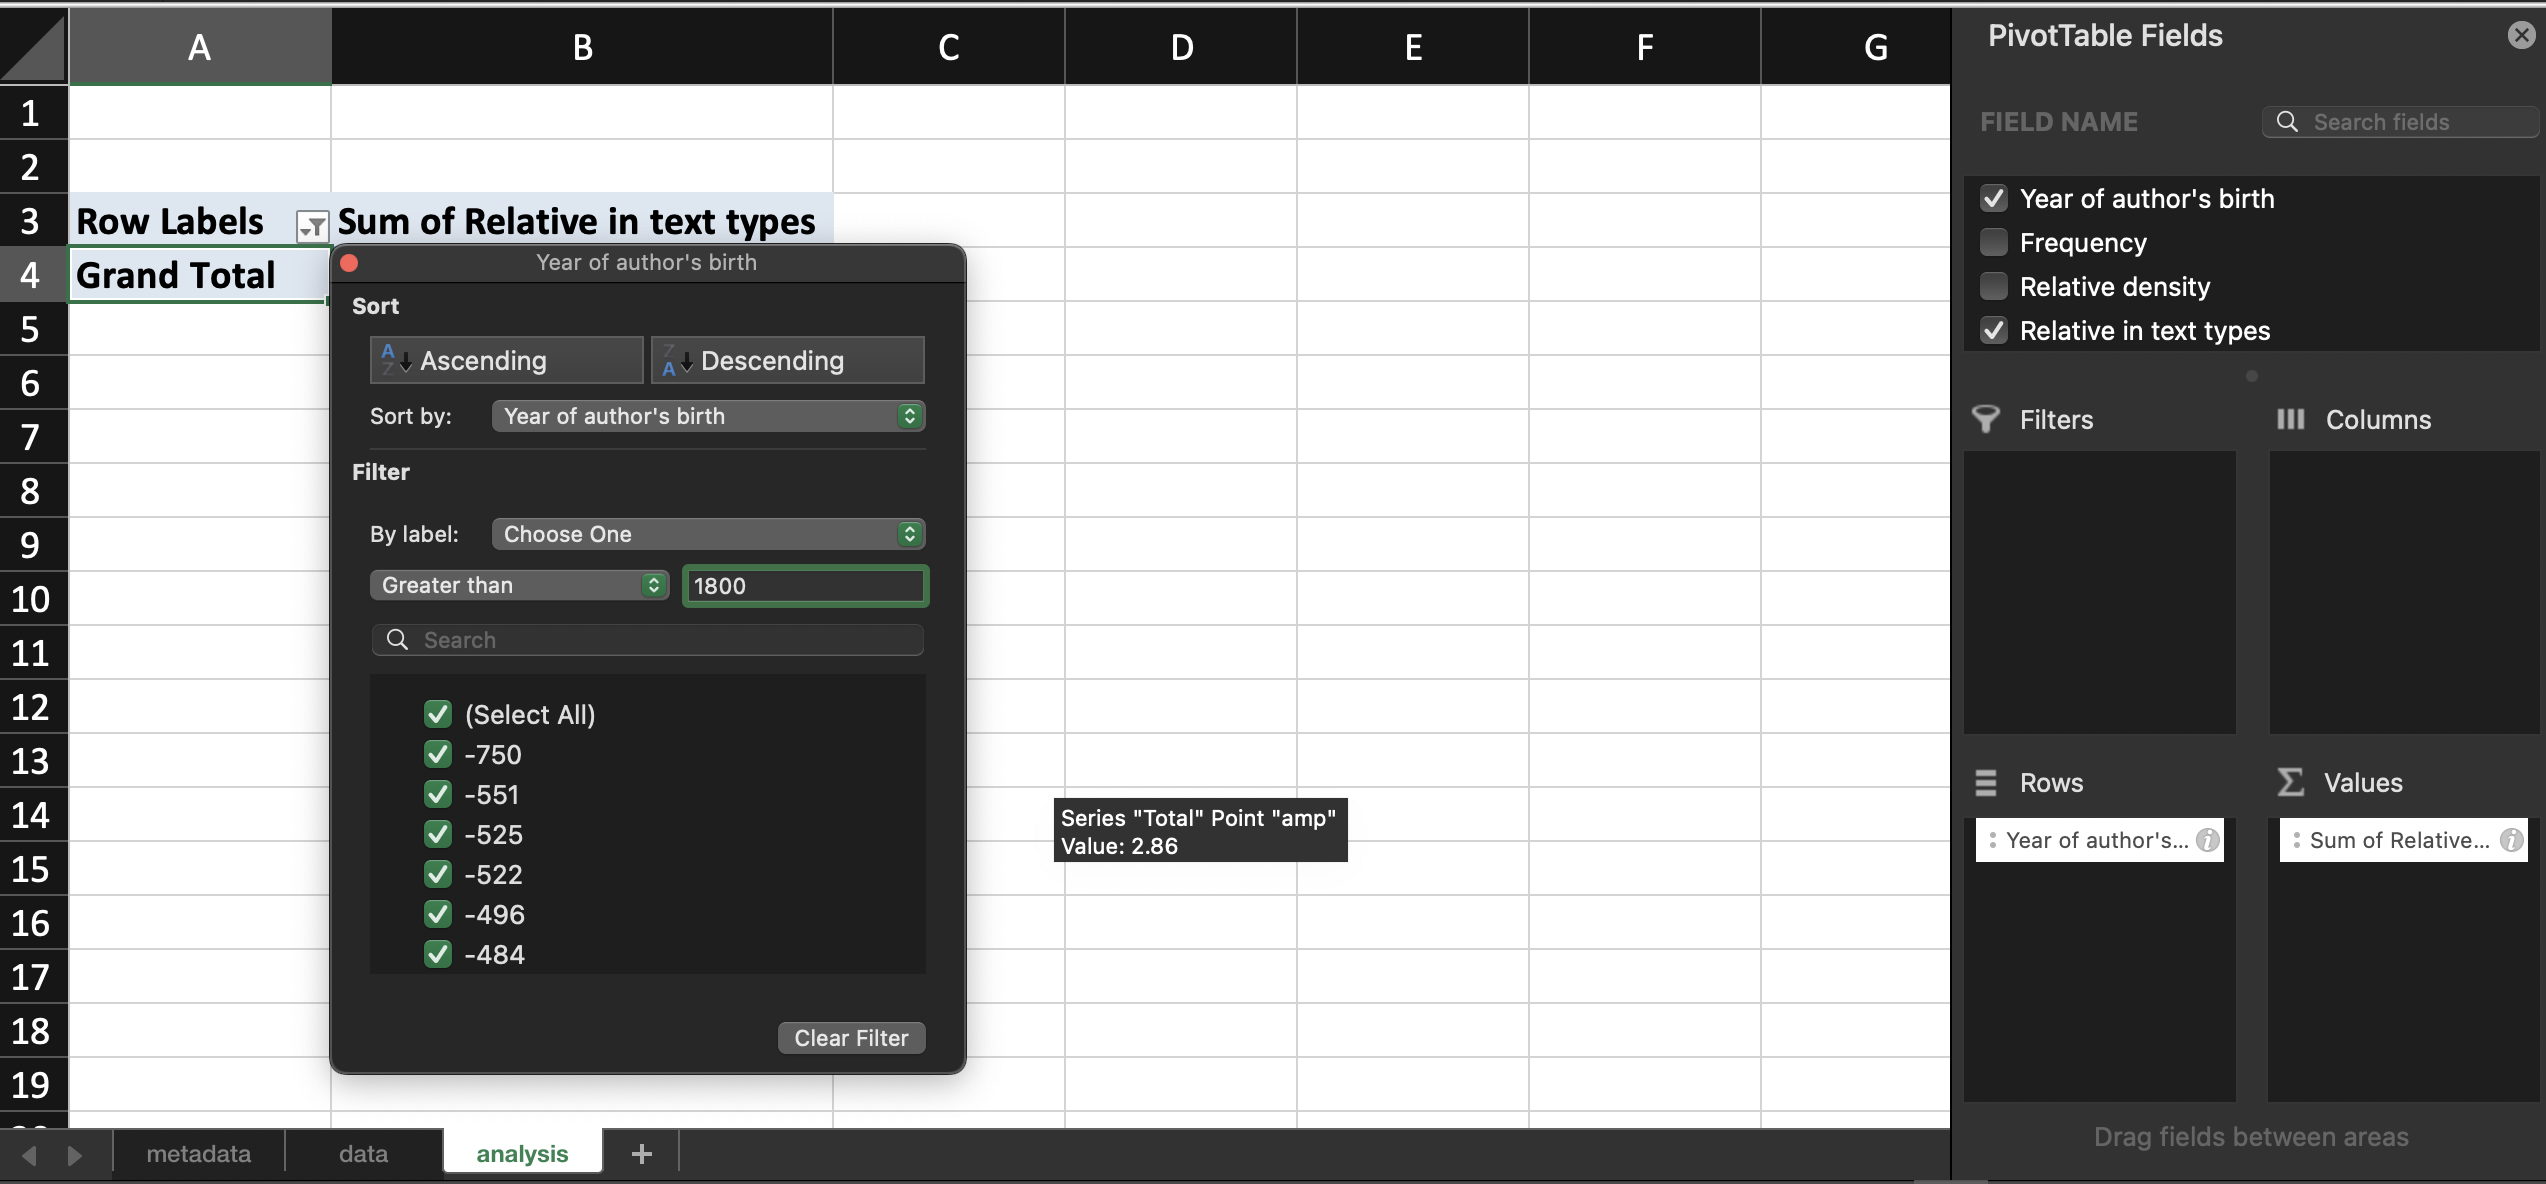 A B C D E F G
1
2
3 Row Labels Sum of Relative in text types
4 Grand Total
5
6
7
8
9
10
11
12
13
14
15
16
17
18
19
Year of author's birth
Sort
Ascending Descending
Sort by: Year of author's birth
Filter
By label: Choose One
Greater than 1800
Search
(Select All)
-750
-551
-525
-522
-496
-484
Clear Filter
Series "Total" Point "amp"
Value: 2.86
metadata data analysis +
PivotTable Fields
FIELD NAME Search fields
Year of author's birth
Frequency
Relative density
Relative in text types
Filters Columns
Rows Values
Year of author's... Sum of Relative...
Drag fields between areas